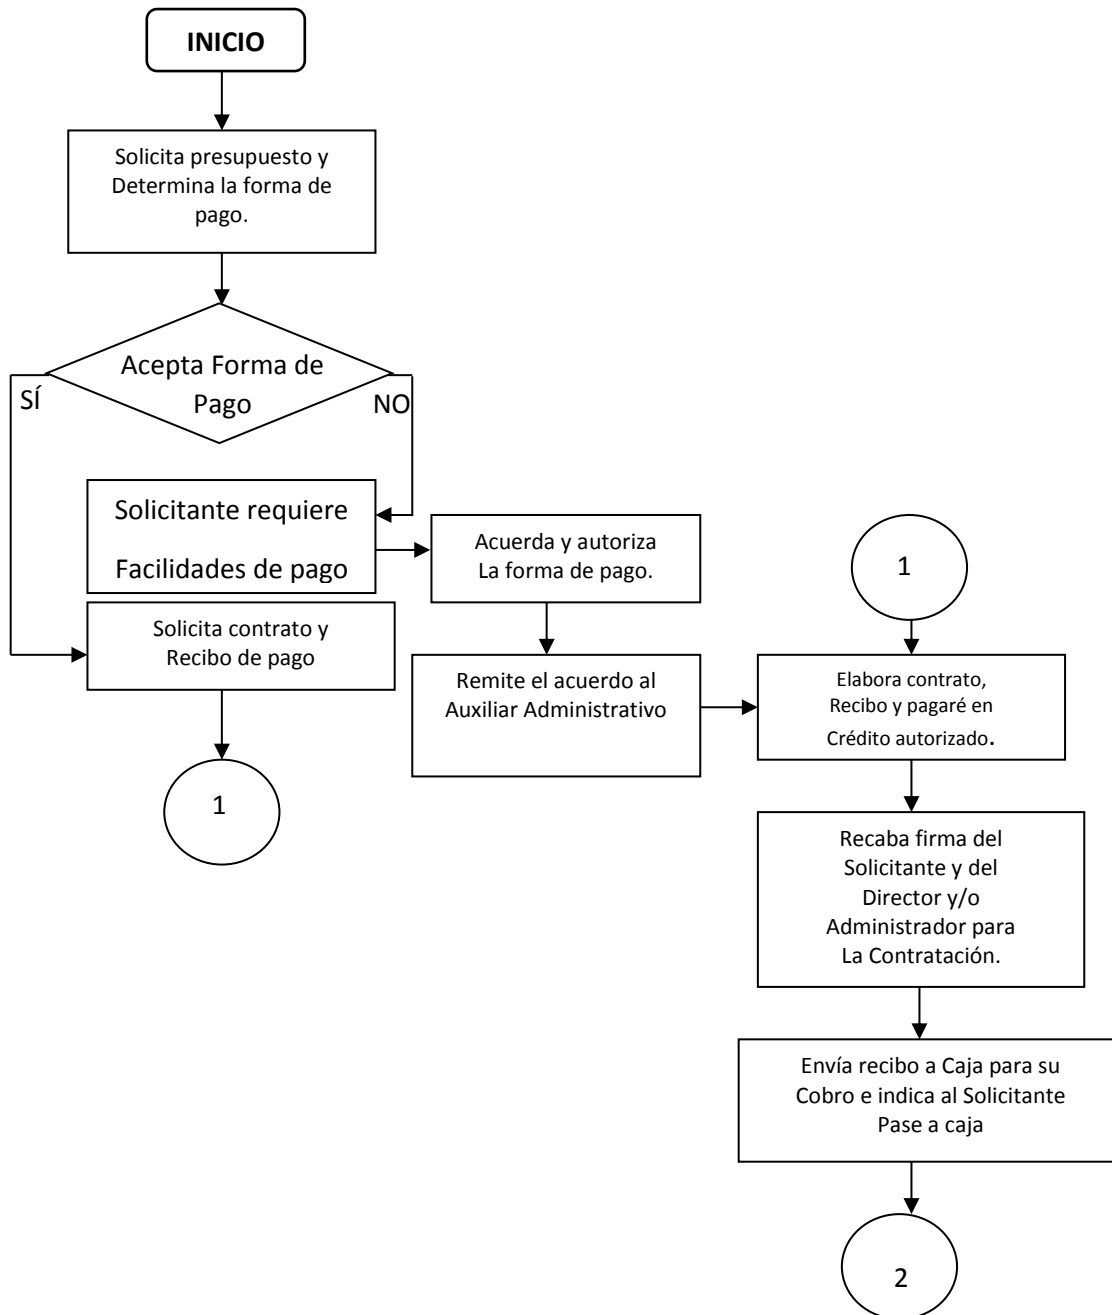 INICIO
Solicita presupuesto y
Determina la forma de
pago.
Acepta Forma de
Pago
SÍ
NO
Solicitante requiere
Facilidades de pago
Acuerda y autoriza
La forma de pago.
1
Solicita contrato y
Recibo de pago
Remite el acuerdo al
Auxiliar Administrativo
Elabora contrato,
Recibo y pagaré en
Crédito autorizado.
1
Recaba firma del
Solicitante y del
Director y/o
Administrador para
La Contratación.
Envía recibo a Caja para su
Cobro e indica al Solicitante
Pase a caja
2